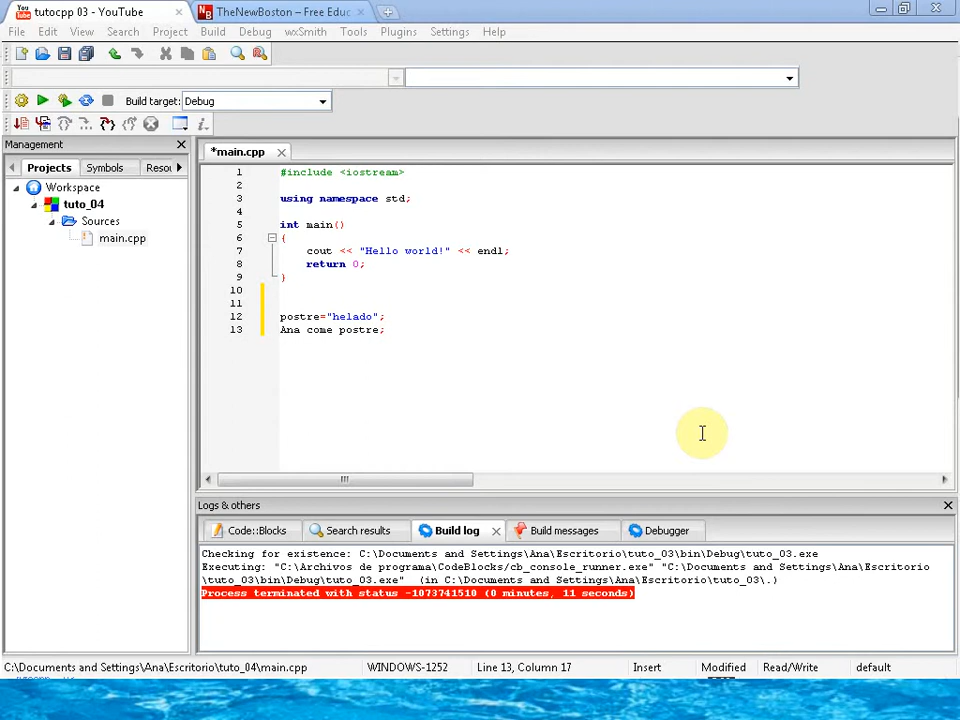 You Tube tutocpp 03 - YouTube
NB TheNewBoston – Free Educ
File Edit View Search Project Build Debug wxSmith Tools Plugins Settings Help
Build target: Debug
Management
Projects Symbols Resou
Workspace
tuto_04
Sources
main.cpp
*main.cpp
1 #include <iostream>
2
3 using namespace std;
4
5 int main()
6 {
7 cout << "Hello world!" << endl;
8 return 0;
9 }
10
11
12 postre="helado";
13 Ana come postre;
Logs & others
Code::Blocks Search results Build log Build messages Debugger
Checking for existence: C:\Documents and Settings\Ana\Escritorio\tuto_03\bin\Debug\tuto_03.exe
Executing: "C:\Archivos de programa\CodeBlocks/cb_console_runner.exe" "C:\Documents and Settings\Ana\Escritorio
\tuto_03\bin\Debug\tuto_03.exe"  (in C:\Documents and Settings\Ana\Escritorio\tuto_03\.)
Process terminated with status -1073741510 (0 minutes, 11 seconds)
C:\Documents and Settings\Ana\Escritorio\tuto_04\main.cpp WINDOWS-1252 Line 13, Column 17 Insert Modified Read/Write default